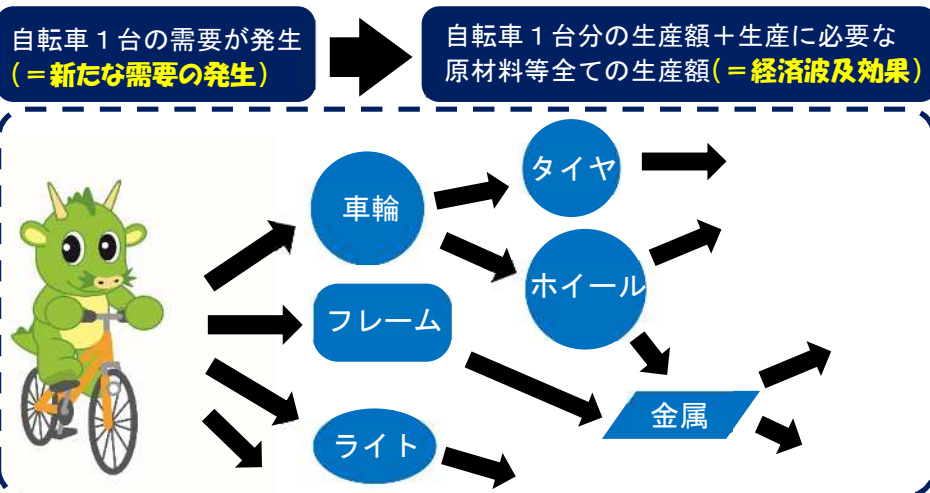 自転車１台の需要が発生
(＝新たな需要の発生)
自転車１台分の生産額＋生産に必要な
原材料等全ての生産額(＝経済波及効果)
タイヤ
車輪
ホイール
フレーム
金属
ライト